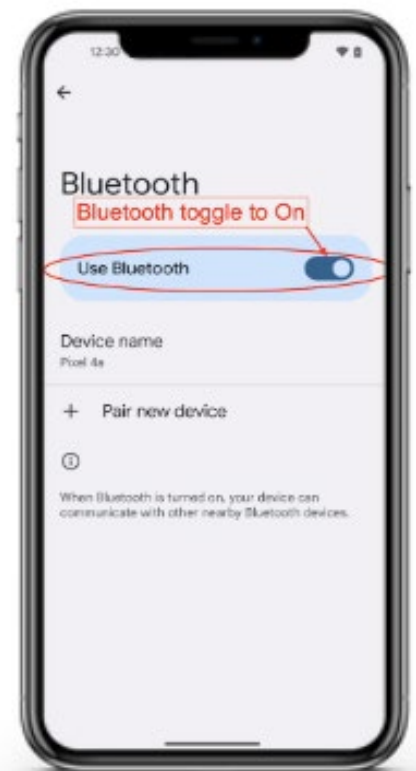 12:30
Bluetooth
Bluetooth toggle to On
Use Bluetooth
Device name
Pixel 4a
+ Pair new device
When Bluetooth is turned on, your device can
communicate with other nearby Bluetooth devices.